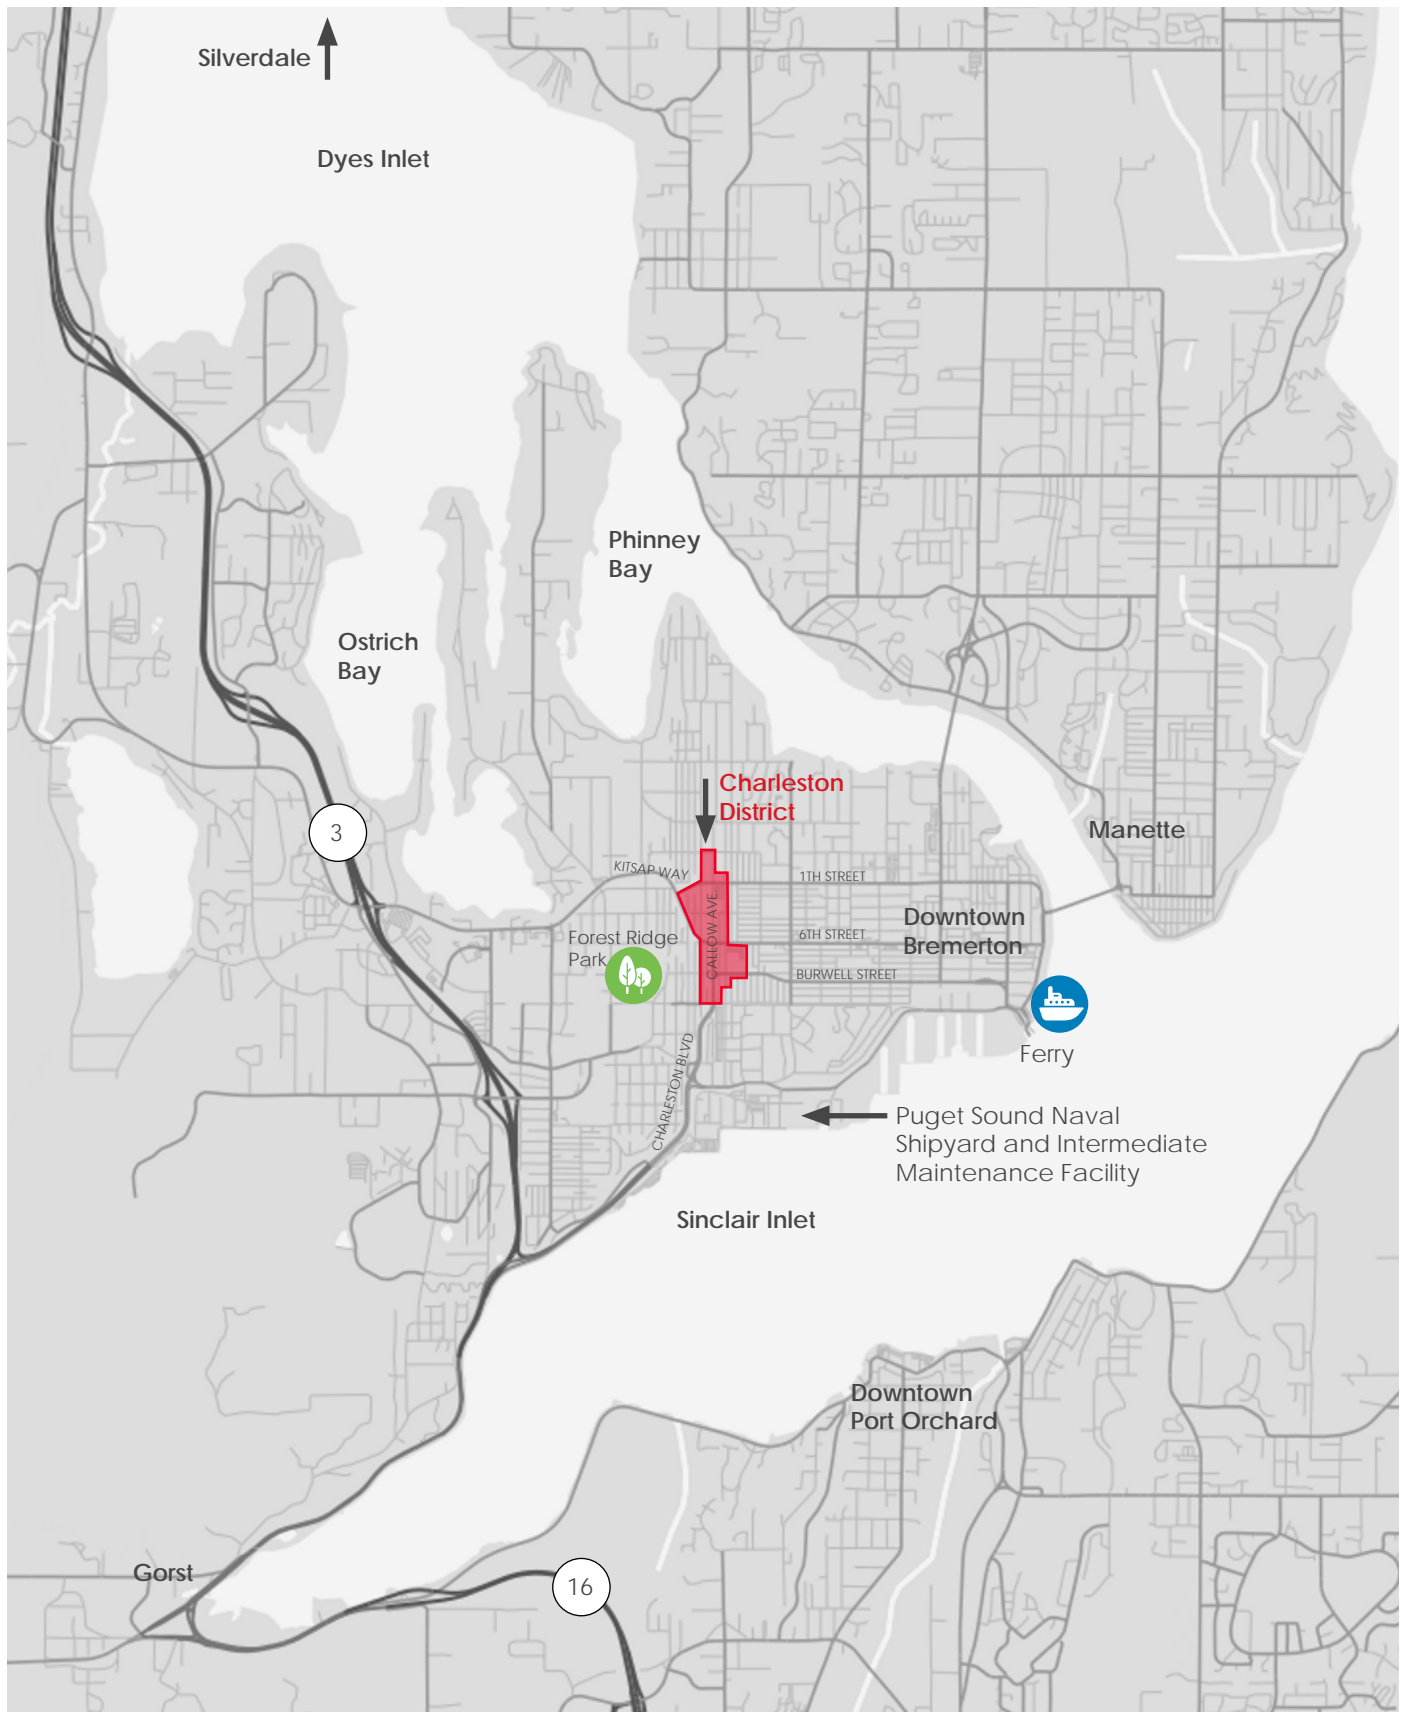 Silverdale
Dyes Inlet
Phinney
Bay
Ostrich
Bay
Charleston
District
3
Manette
KITSAP WAY
1TH STREET
CALLOW AVE.
Downtown
Bremerton
6TH STREET
Forest Ridge
Park
BURWELL STREET
Ferry
CHARLESTON BLVD
Puget Sound Naval
Shipyard and Intermediate
Maintenance Facility
Sinclair Inlet
Downtown
Port Orchard
Gorst
16